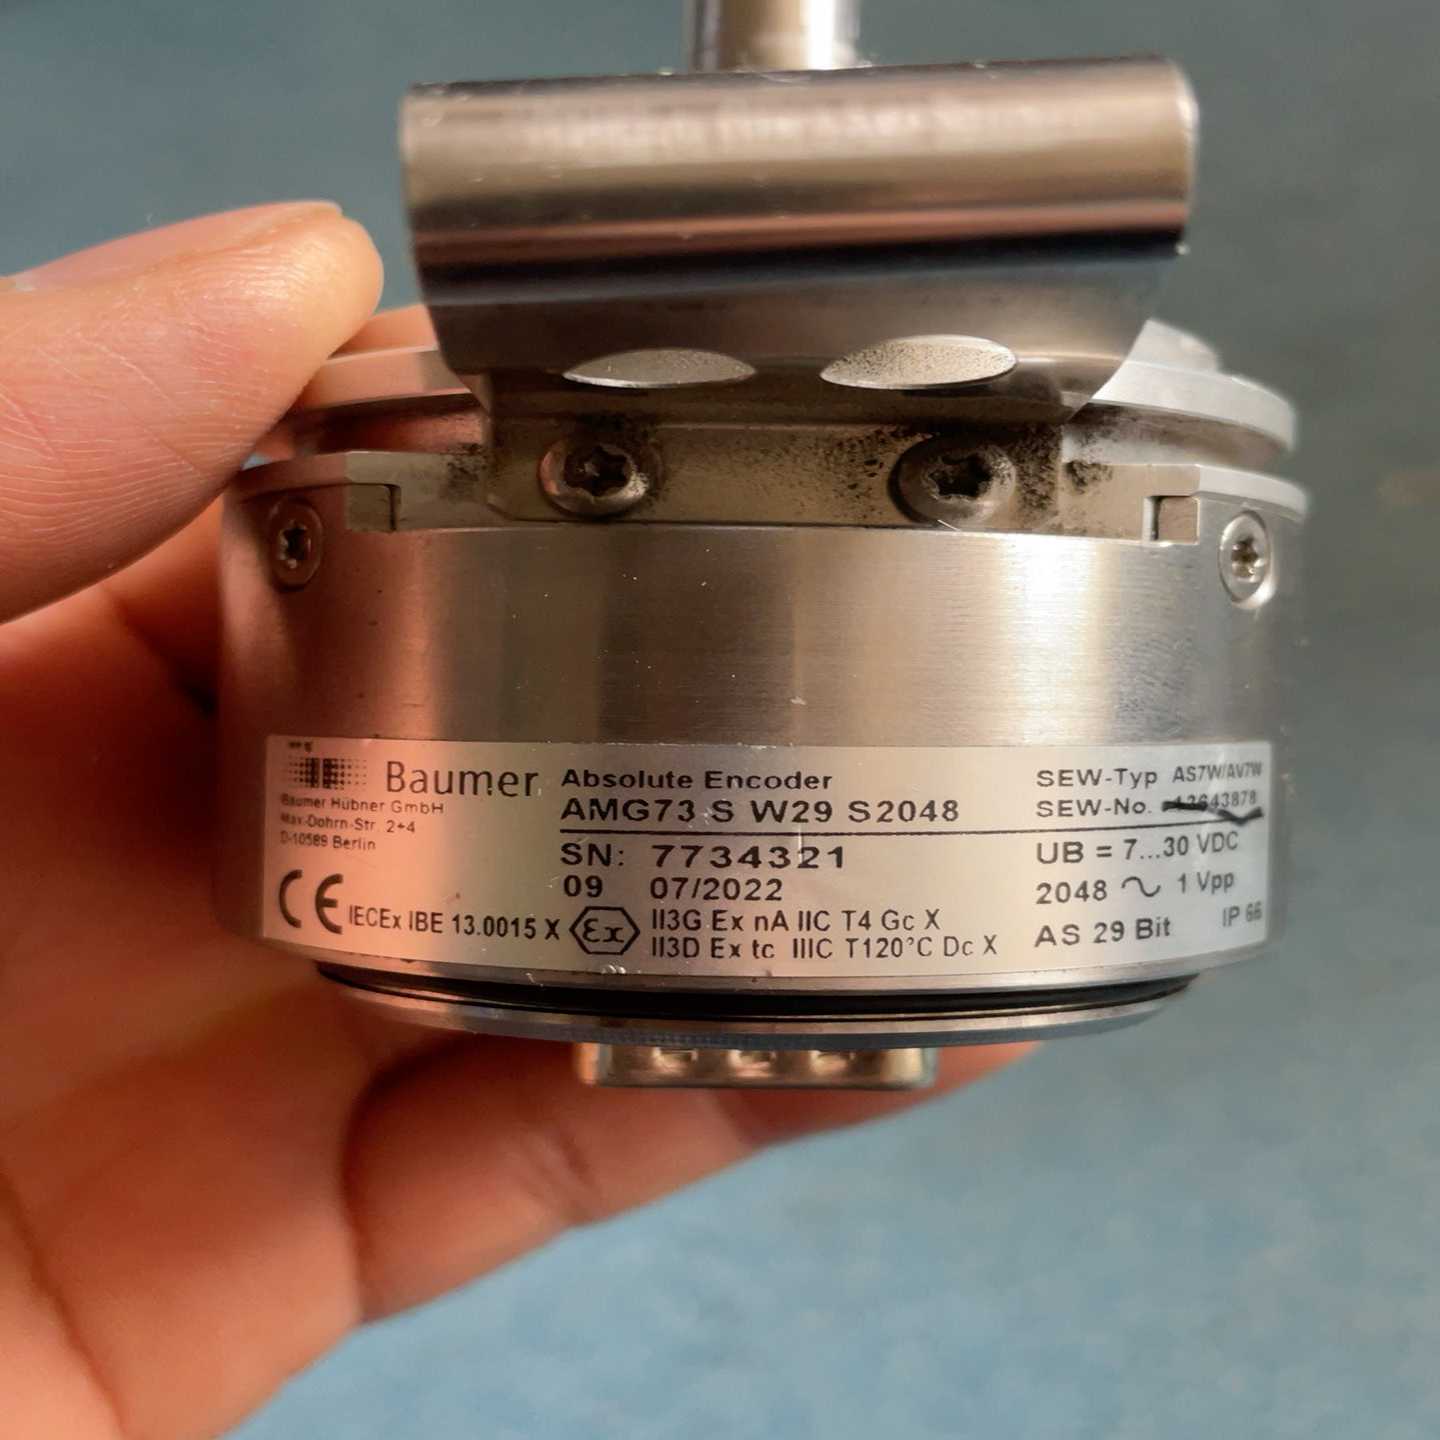 Baumer
Baumer Hübner GmbH
Max-Dohrn-Str. 2+4
D-10589 Berlin
CE IECEx IBE 13.0015 X
Absolute Encoder
AMG73 S W29 S2048
SN: 7734321
09 07/2022
Ex II3G Ex nA IIC T4 Gc X
II3D Ex tc IIIC T120°C Dc X
SEW-Typ AS7W/AV7W
SEW-No. 13643878
UB = 7...30 VDC
2048 ∿ 1 Vpp
AS 29 Bit IP 66